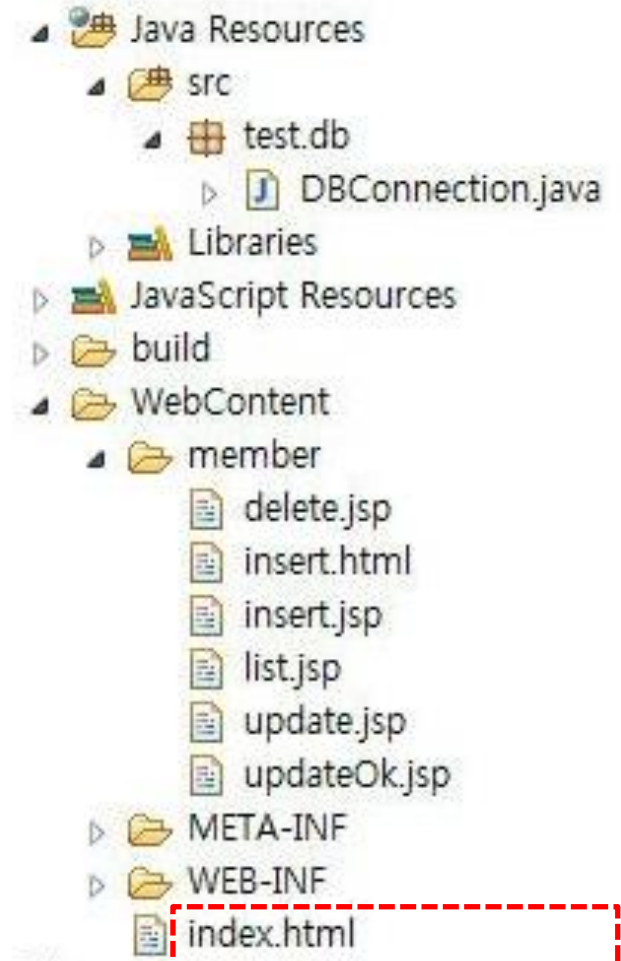 Java Resources
src
test.db
DBConnection.java
Libraries
JavaScript Resources
build
WebContent
member
delete.jsp
insert.html
insert.jsp
list.jsp
update.jsp
updateOk.jsp
META-INF
WEB-INF
index.html